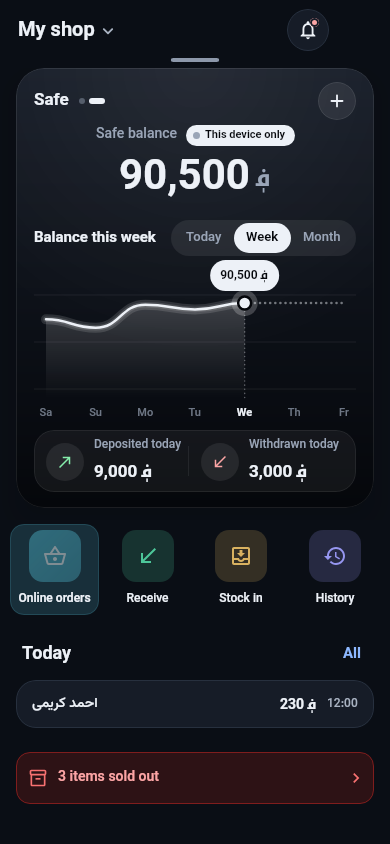 My shop
Safe
Safe balance This device only
90,500 ؋
Balance this week Today Week Month
90,500 ؋
Sa Su Mo Tu We Th Fr
Deposited today Withdrawn today
9,000 ؋ 3,000 ؋
Online orders Receive Stock in History
Today All
احمد کریمی 230 ؋ 12:00
3 items sold out